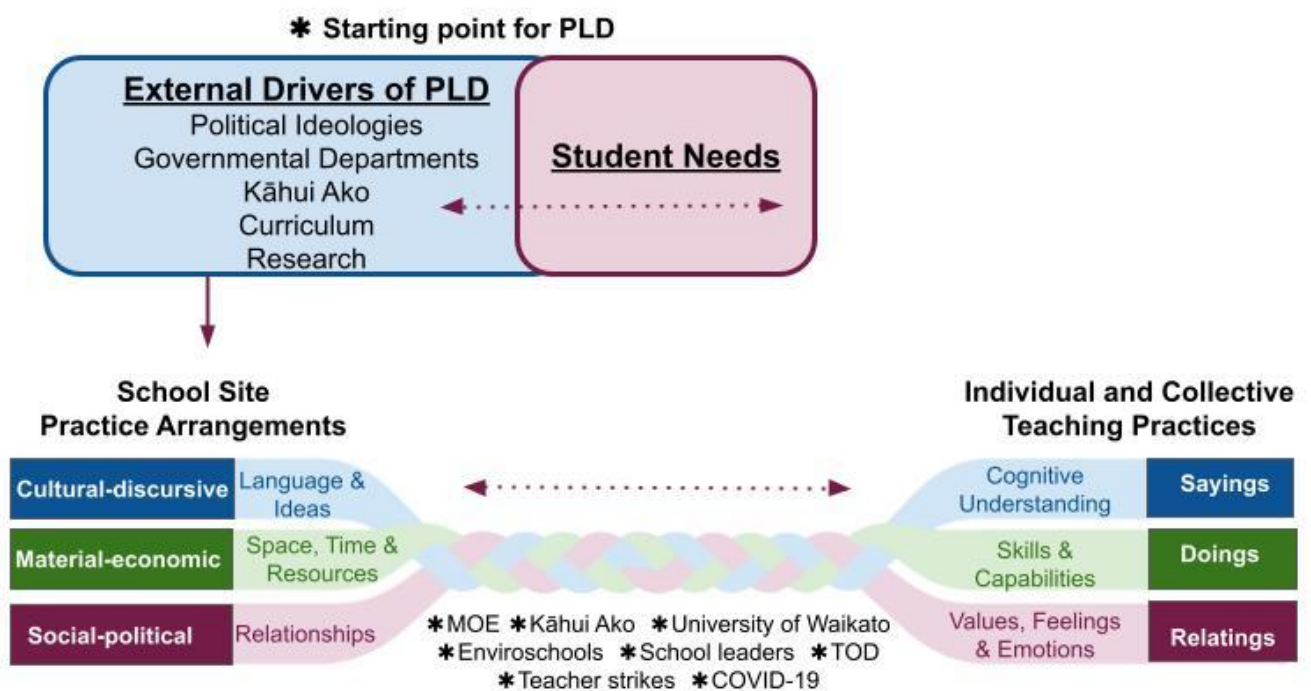 ✱ Starting point for PLD
External Drivers of PLD
Political Ideologies
Governmental Departments
Kāhui Ako
Curriculum
Research
Student Needs
School Site
Practice Arrangements
Individual and Collective
Teaching Practices
Cultural-discursive
Language &
Ideas
Cognitive
Understanding
Sayings
Material-economic
Space, Time &
Resources
Skills &
Capabilities
Doings
Social-political
Relationships
Values, Feelings
& Emotions
Relatings
✱MOE ✱Kāhui Ako ✱University of Waikato
✱Enviroschools ✱School leaders ✱TOD
✱Teacher strikes ✱COVID-19